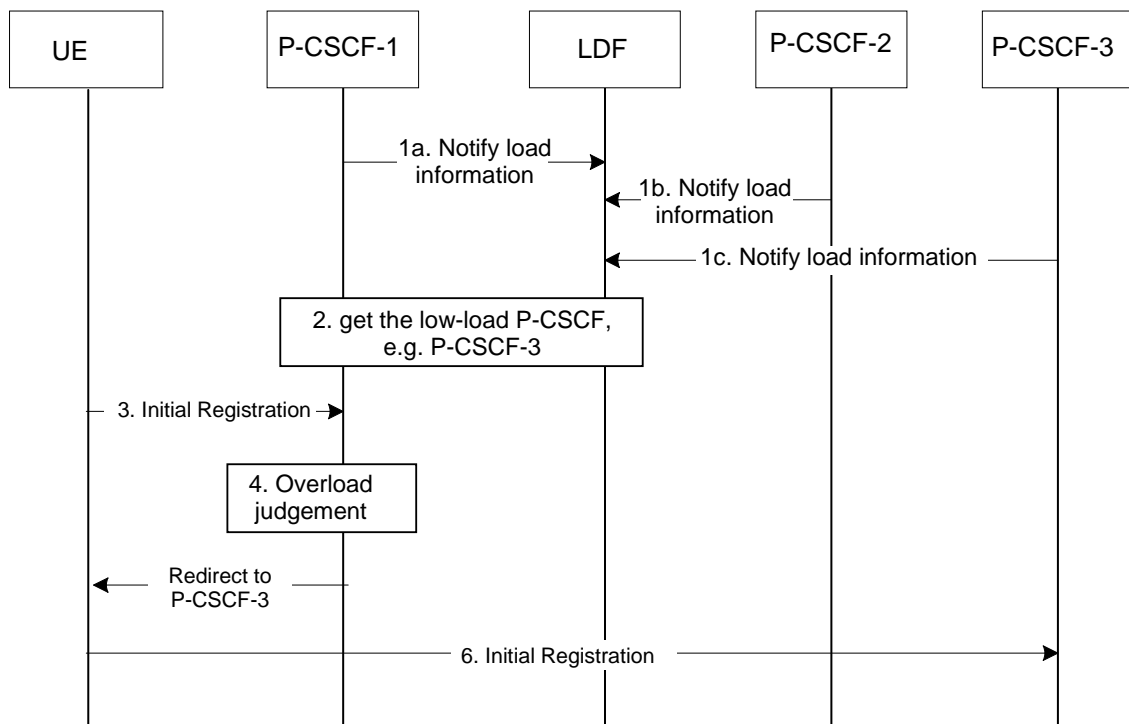 UE
P-CSCF-1
LDF
P-CSCF-2
P-CSCF-3
1a. Notify load
information
1b. Notify load
information
1c. Notify load information
2. get the low-load P-CSCF,
e.g. P-CSCF-3
3. Initial Registration
4. Overload
judgement
Redirect to
P-CSCF-3
6. Initial Registration